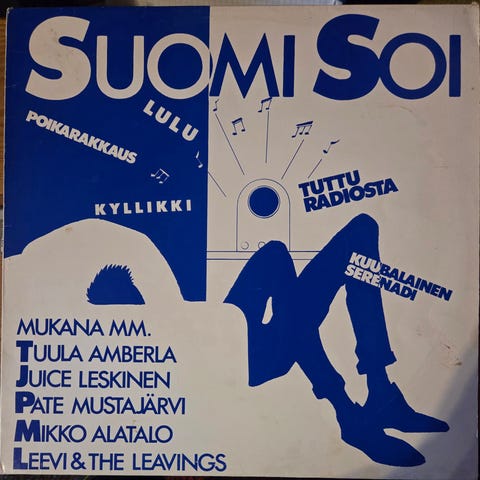 SUOMI SOI
LULU
POIKARAKKAUS
KYLLIKKI
TUTTU
RADIOSTA
KUUBALAINEN
SERENADI
MUKANA MM.
TUULA AMBERLA
JUICE LESKINEN
PATE MUSTAJÄRVI
MIKKO ALATALO
LEEVI & THE LEAVINGS